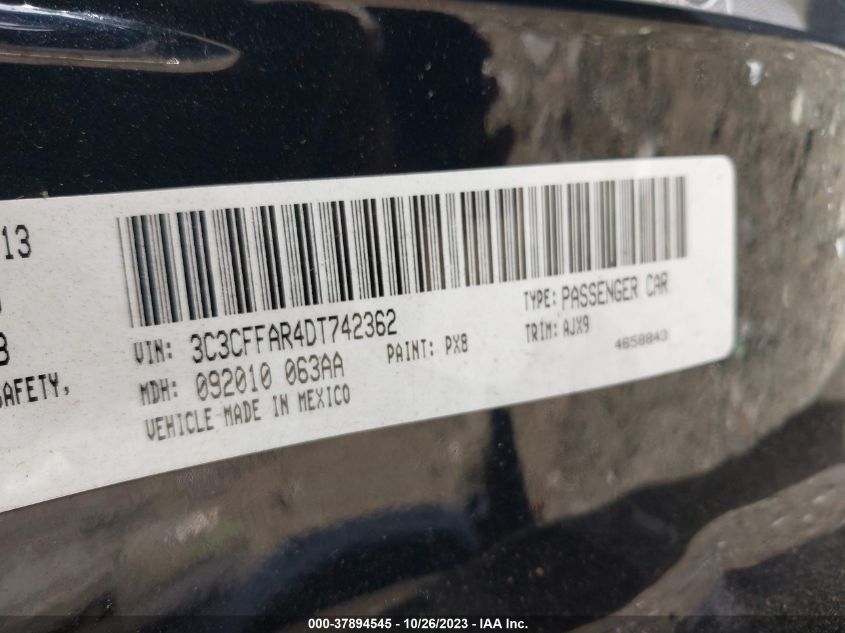 13
VIN: 3C3CFFAR4DT742362
TYPE: PASSENGER CAR
SAFETY,
MDH: 092010 063AA
PAINT: PX8
TRIM: AJX9
4658843
VEHICLE MADE IN MEXICO
000-37894545 - 10/26/2023 - IAA Inc.